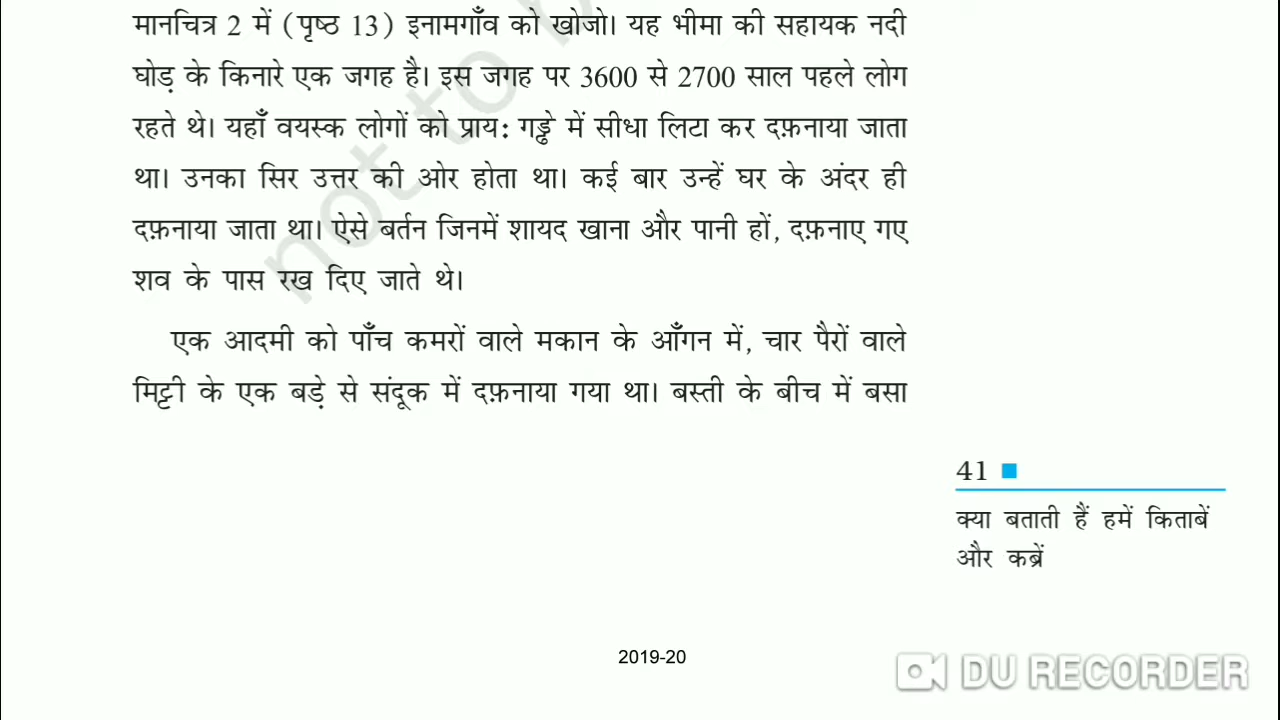 मानचित्र 2 में (पृष्ठ 13) इनामगाँव को खोजो। यह भीमा की सहायक नदी
घोड़ के किनारे एक जगह है। इस जगह पर 3600 से 2700 साल पहले लोग
रहते थे। यहाँ वयस्क लोगों को प्राय: गड्ढे में सीधा लिटा कर दफ़नाया जाता
था। उनका सिर उत्तर की ओर होता था। कई बार उन्हें घर के अंदर ही
दफ़नाया जाता था। ऐसे बर्तन जिनमें शायद खाना और पानी हों, दफ़नाए गए
शव के पास रख दिए जाते थे।
एक आदमी को पाँच कमरों वाले मकान के आँगन में, चार पैरों वाले
मिट्टी के एक बड़े से संदूक में दफ़नाया गया था। बस्ती के बीच में बसा
41
क्या बताती हैं हमें किताबें
और कब्रें
not to b
2019-20
DU RECORDER